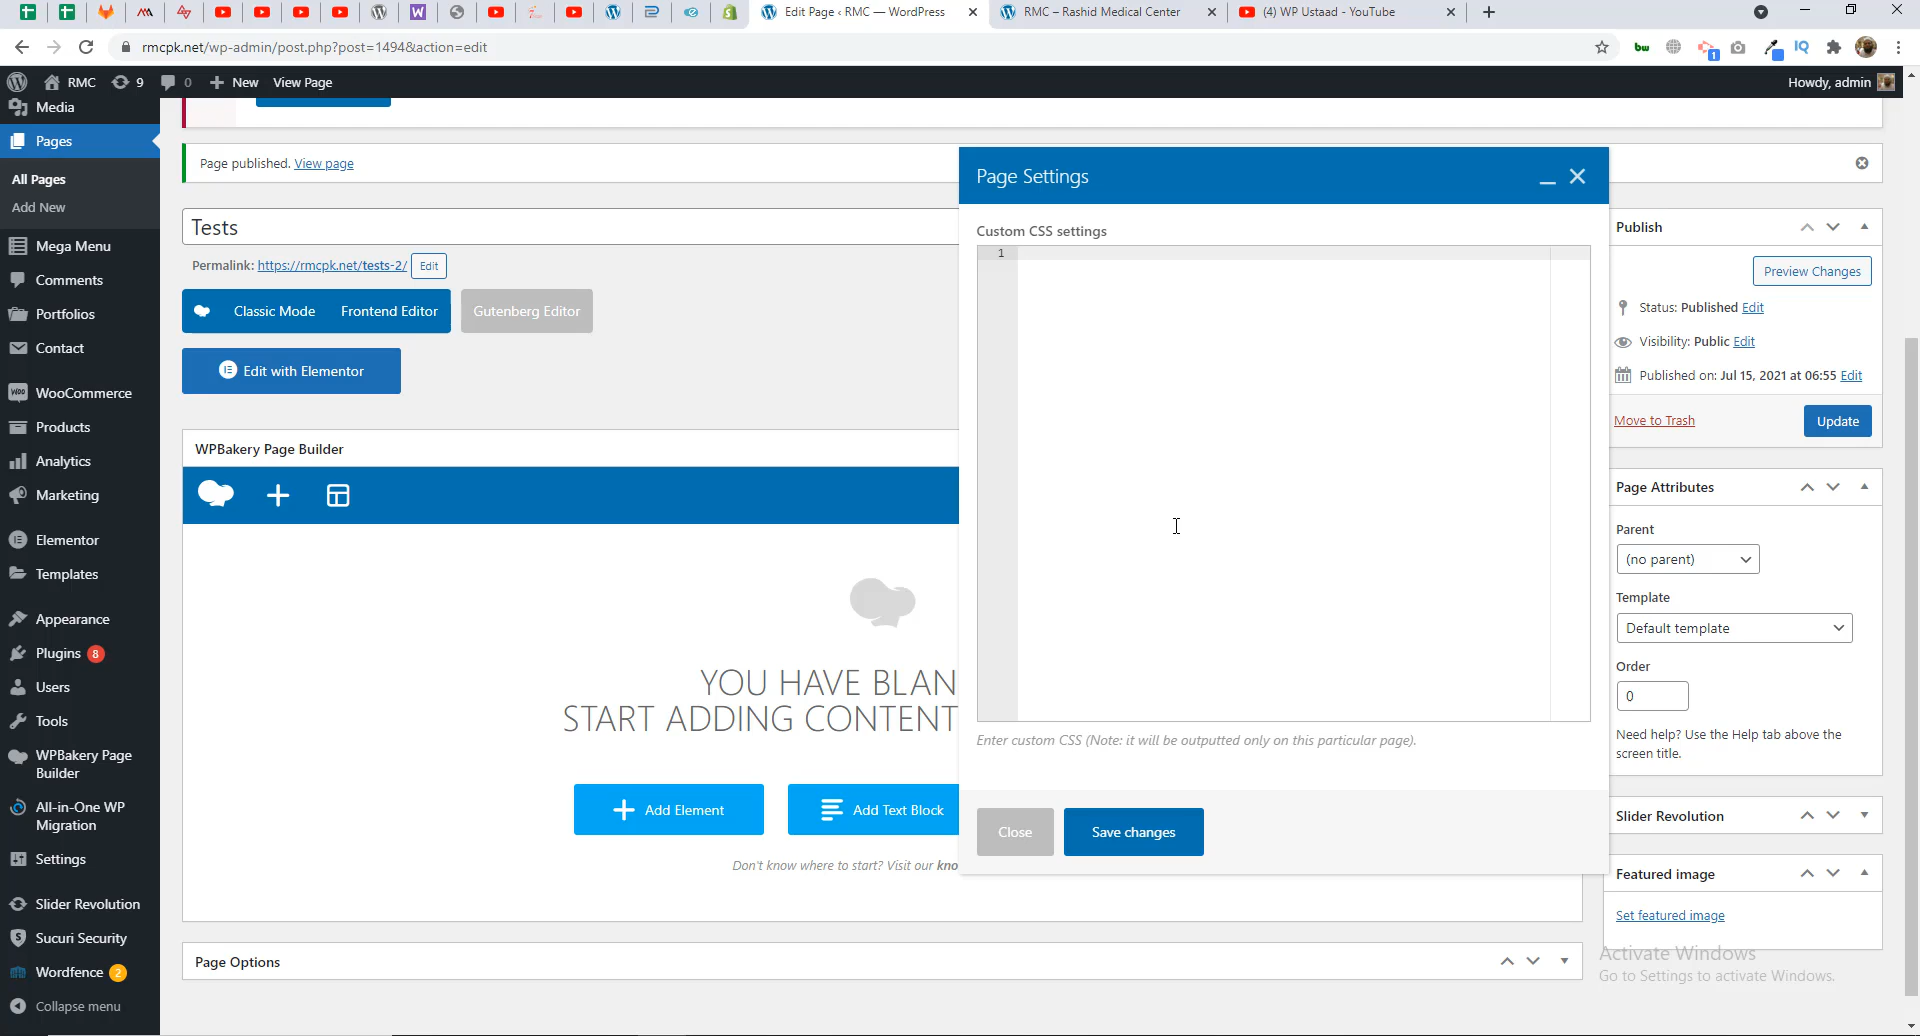 Edit Page ‹ RMC — WordPress
RMC – Rashid Medical Center
(4) WP Ustaad - YouTube
rmcpk.net/wp-admin/post.php?post=1494&action=edit
bw
1
IQ
RMC
9
0
New
View Page
Howdy, admin
Media
Pages
All Pages
Add New
Mega Menu
Comments
Portfolios
Contact
WooCommerce
Products
Analytics
Marketing
Elementor
Templates
Appearance
Plugins 8
Users
Tools
WPBakery Page
Builder
All-in-One WP
Migration
Settings
Slider Revolution
Sucuri Security
Wordfence 2
Collapse menu
Page published. View page
Tests
Permalink: https://rmcpk.net/tests-2/ Edit
Classic Mode
Frontend Editor
Gutenberg Editor
Edit with Elementor
WPBakery Page Builder
YOU HAVE BLAN
START ADDING CONTENT
Add Element
Add Text Block
Don't know where to start? Visit our kno
Page Options
Page Settings
Custom CSS settings
1
Enter custom CSS (Note: it will be outputted only on this particular page).
Close
Save changes
Publish
Preview Changes
Status: Published Edit
Visibility: Public Edit
Published on: Jul 15, 2021 at 06:55 Edit
Move to Trash
Update
Page Attributes
Parent
(no parent)
Template
Default template
Order
0
Need help? Use the Help tab above the
screen title.
Slider Revolution
Featured image
Set featured image
Activate Windows
Go to Settings to activate Windows.